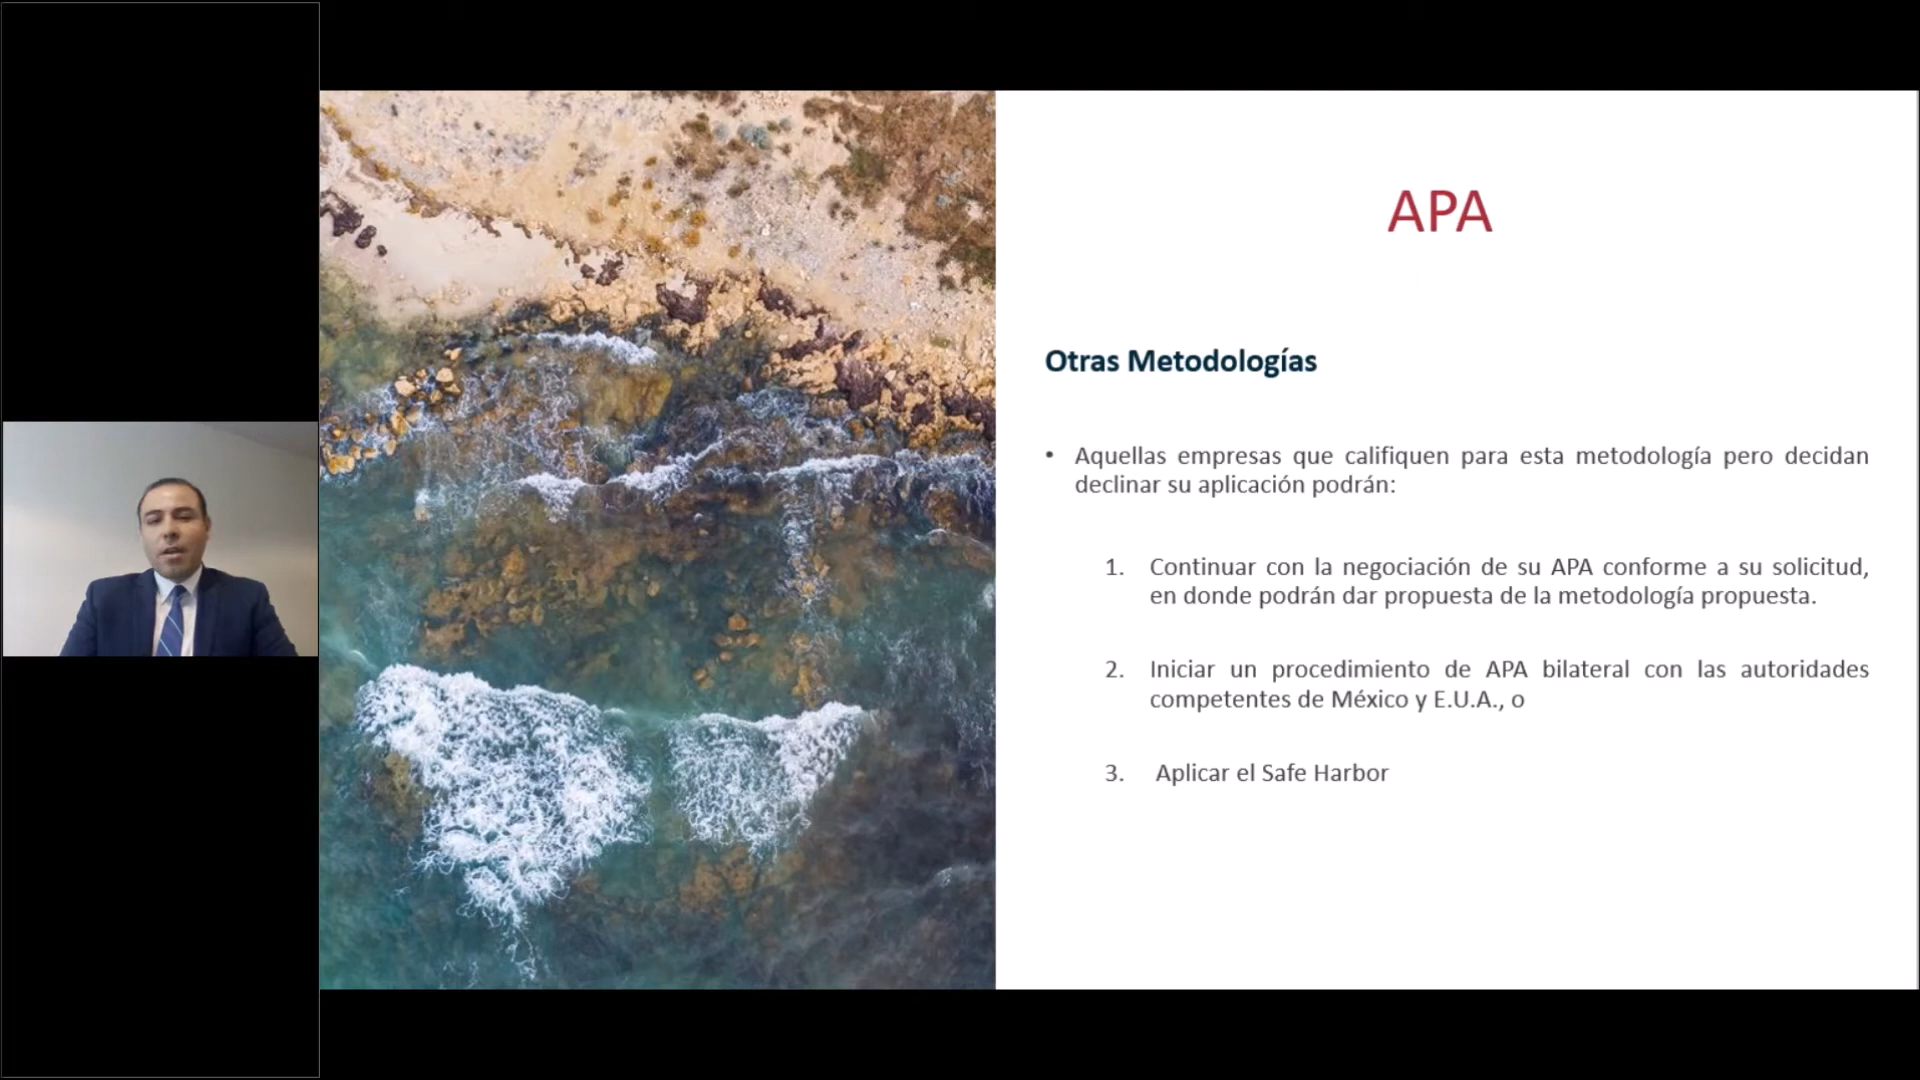 APA
Otras Metodologías
• Aquellas empresas que califiquen para esta metodología pero decidan
declinar su aplicación podrán:
1. Continuar con la negociación de su APA conforme a su solicitud,
en donde podrán dar propuesta de la metodología propuesta.
2. Iniciar un procedimiento de APA bilateral con las autoridades
competentes de México y E.U.A., o
3. Aplicar el Safe Harbor